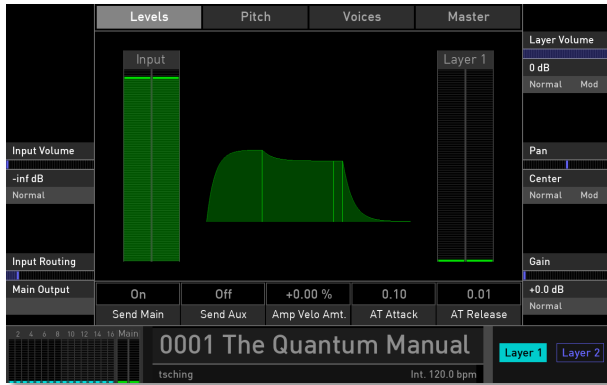 Levels Pitch Voices Master
Layer Volume
Input Layer 1
0 dB
Normal Mod
Input Volume Pan
-inf dB Center
Normal Normal Mod
Input Routing Gain
Main Output On Off +0.00 % 0.10 0.01 +0.0 dB
Send Main Send Aux Amp Velo Amt. AT Attack AT Release Normal
2 4 6 8 10 12 14 16 Main
0001 The Quantum Manual
Layer 1 Layer 2
tsching Int. 120.0 bpm